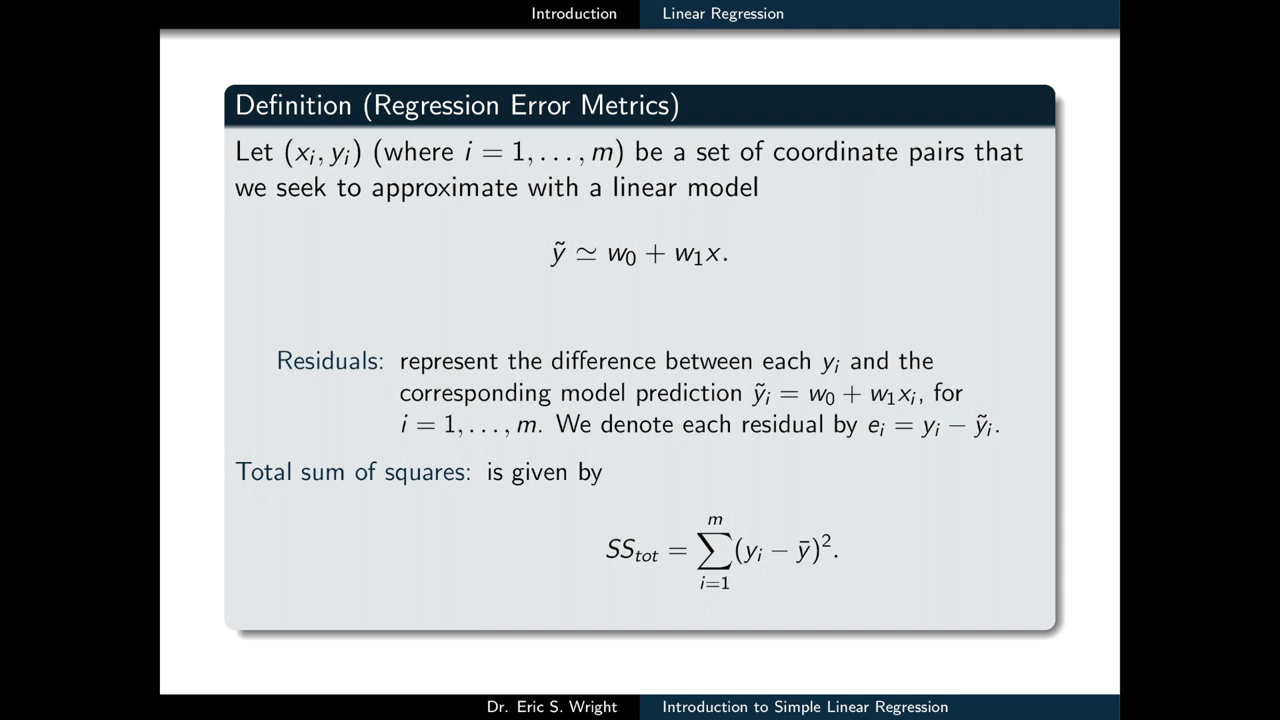 Introduction Linear Regression
Definition (Regression Error Metrics)
Let (xᵢ, yᵢ) (where i = 1, . . . , m) be a set of coordinate pairs that
we seek to approximate with a linear model
ỹ ≃ w₀ + w₁x.
Residuals: represent the difference between each yᵢ and the
corresponding model prediction ỹᵢ = w₀ + w₁xᵢ, for
i = 1, . . . , m. We denote each residual by eᵢ = yᵢ − ỹᵢ.
Total sum of squares: is given by
SS_tot = ∑_{i=1}^{m} (yᵢ − ȳ)².
Dr. Eric S. Wright Introduction to Simple Linear Regression